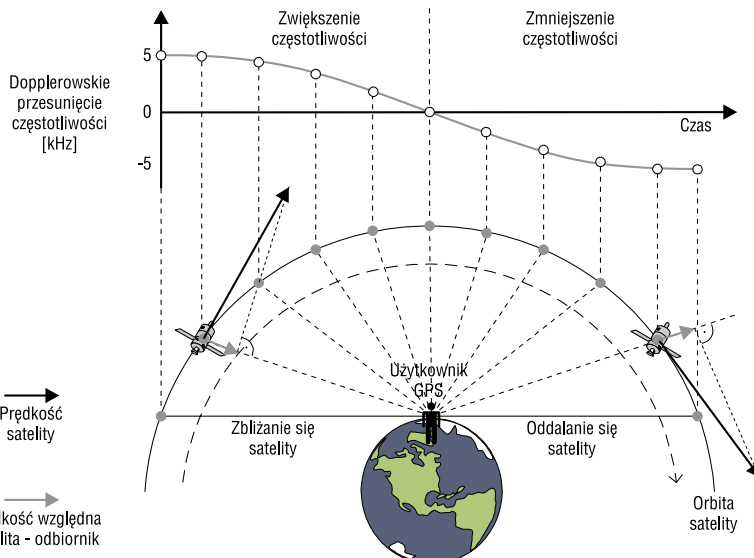 Zwiększenie
częstotliwości
Zmniejszenie
częstotliwości
Dopplerowskie
przesunięcie
częstotliwości
[kHz]
5
0
-5
Czas
Użytkownik
GPS
Zbliżanie się
satelity
Oddalanie się
satelity
Prędkość
satelity
Orbita
satelity
względna
odbiornik